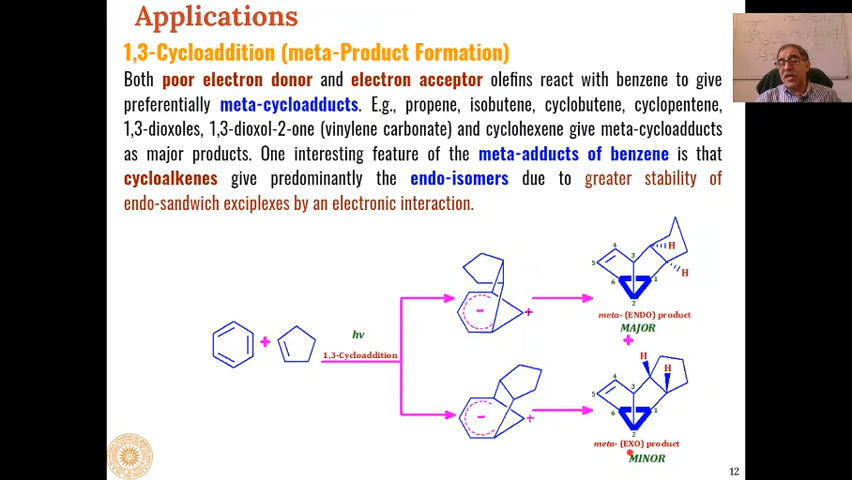 Applications
1,3-Cycloaddition (meta-Product Formation)
Both poor electron donor and electron acceptor olefins react with benzene to give
preferentially meta-cycloadducts. E.g., propene, isobutene, cyclobutene, cyclopentene,
1,3-dioxoles, 1,3-dioxol-2-one (vinylene carbonate) and cyclohexene give meta-cycloadducts
as major products. One interesting feature of the meta-adducts of benzene is that
cycloalkenes give predominantly the endo-isomers due to greater stability of
endo-sandwich exciplexes by an electronic interaction.
+
hν
1,3-Cycloaddition
-
+
4
3
5
6
1
2
H
H
meta- (ENDO) product
MAJOR
+
-
+
H
H
4
3
5
6
1
2
meta- (EXO) product
MINOR
12